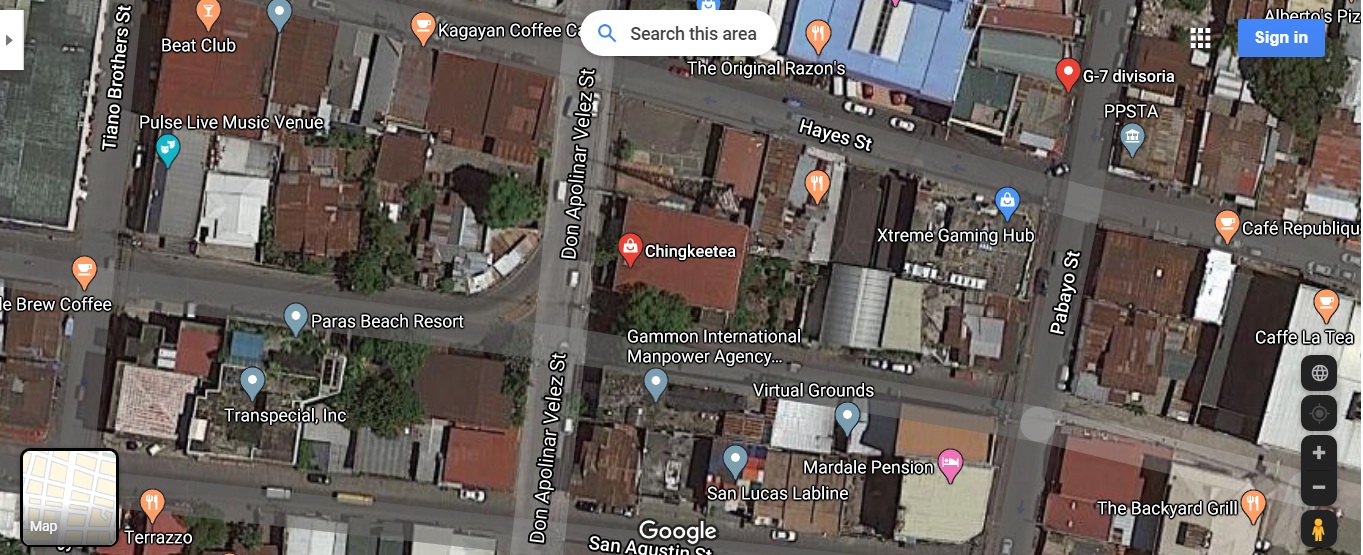 Tiano Brothers St
Beat Club
Kagayan Coffee Ca
Search this area
The Original Razon's
Alberto's Piz
Sign in
G-7 divisoria
PPSTA
Pulse Live Music Venue
Don Apolinar Velez St
Hayes St
Xtreme Gaming Hub
Café Republiqu
Chingkeetea
le Brew Coffee
Paras Beach Resort
Pabayo St
Gammon International
Manpower Agency...
Caffe La Tea
Virtual Grounds
Transpecial, Inc
Don Apolinar Velez St
Mardale Pension
San Lucas Labline
The Backyard Grill
Map
Terrazzo
Google
San Agustin St